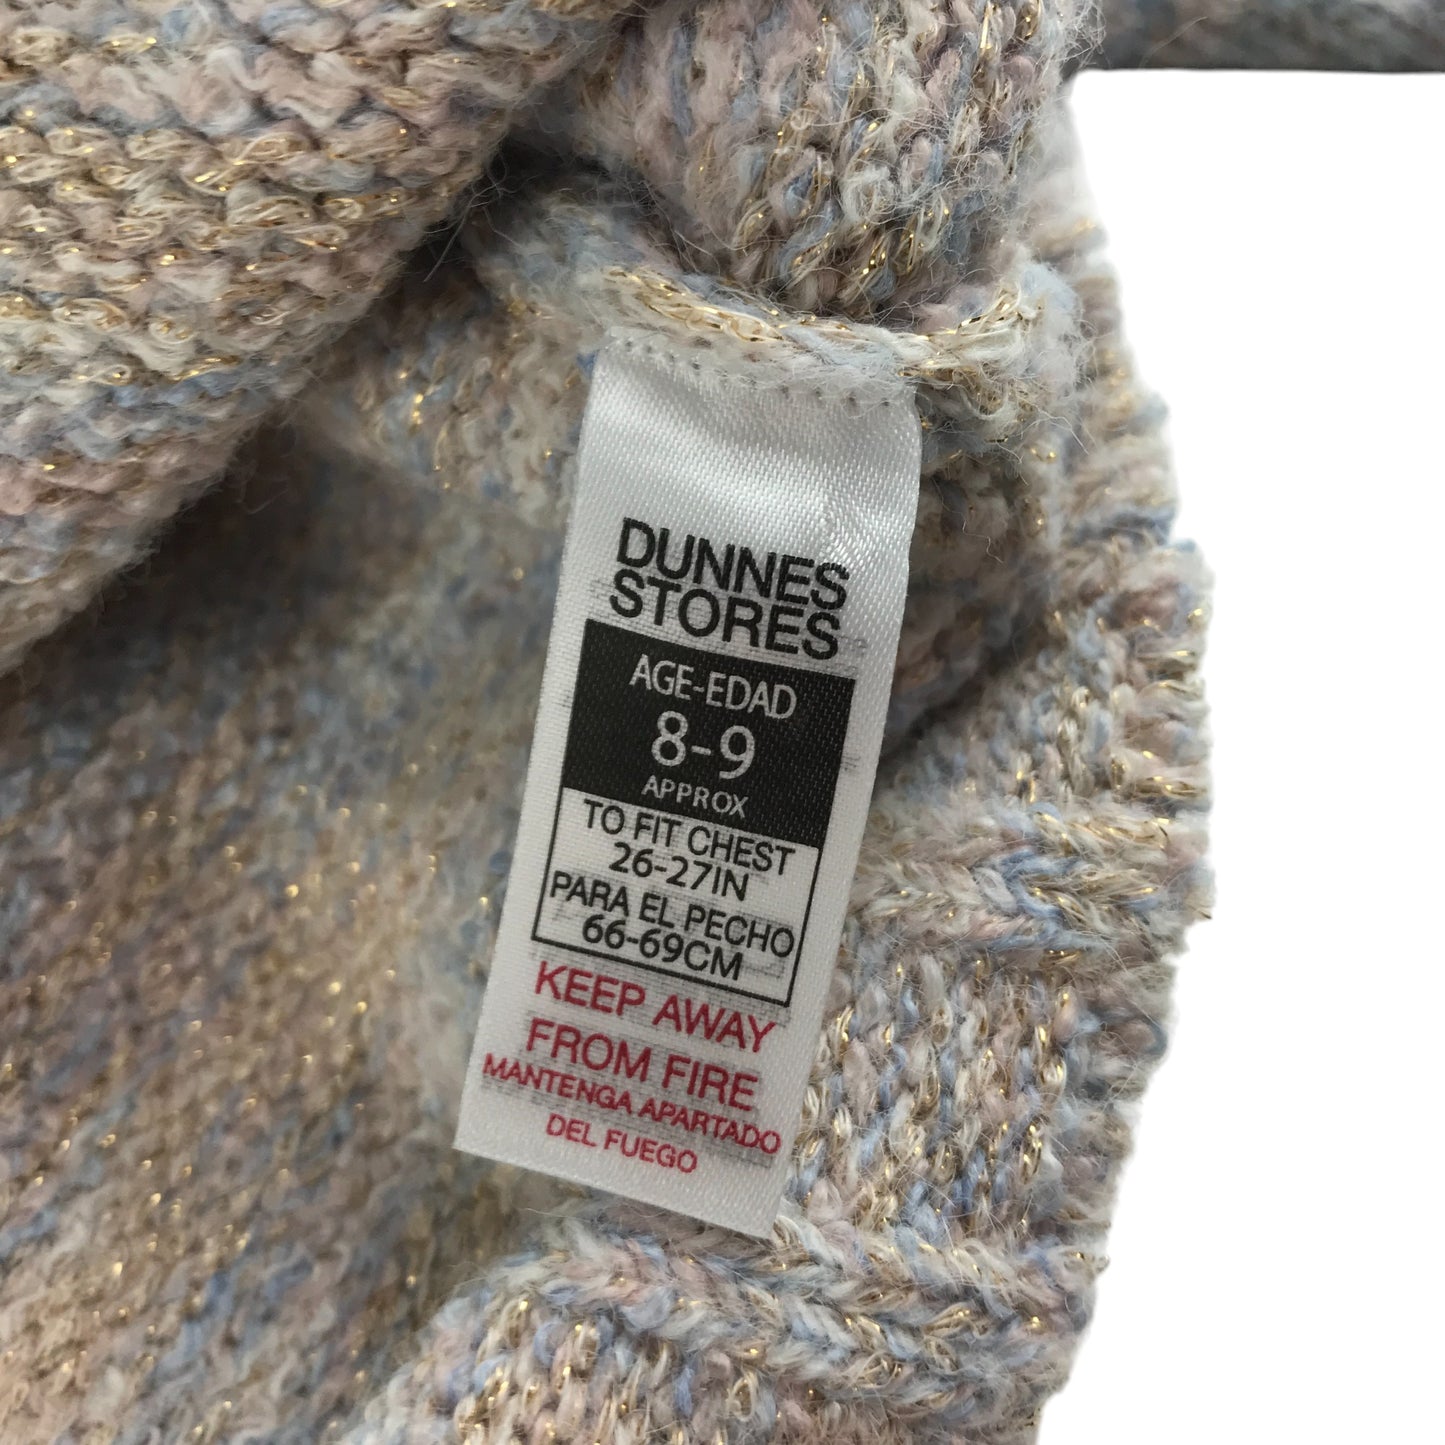 DUNNES
STORES
AGE-EDAD
8-9
APPROX
TO FIT CHEST
26-27IN
PARA EL PECHO
66-69CM
KEEP AWAY
FROM FIRE
MANTENGA APARTADO
DEL FUEGO